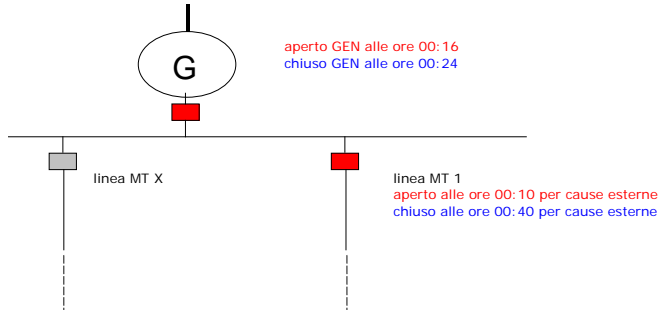 aperto GEN alle ore 00:16
chiuso GEN alle ore 00:24
G
linea MT X
linea MT 1
aperto alle ore 00:10 per cause esterne
chiuso alle ore 00:40 per cause esterne